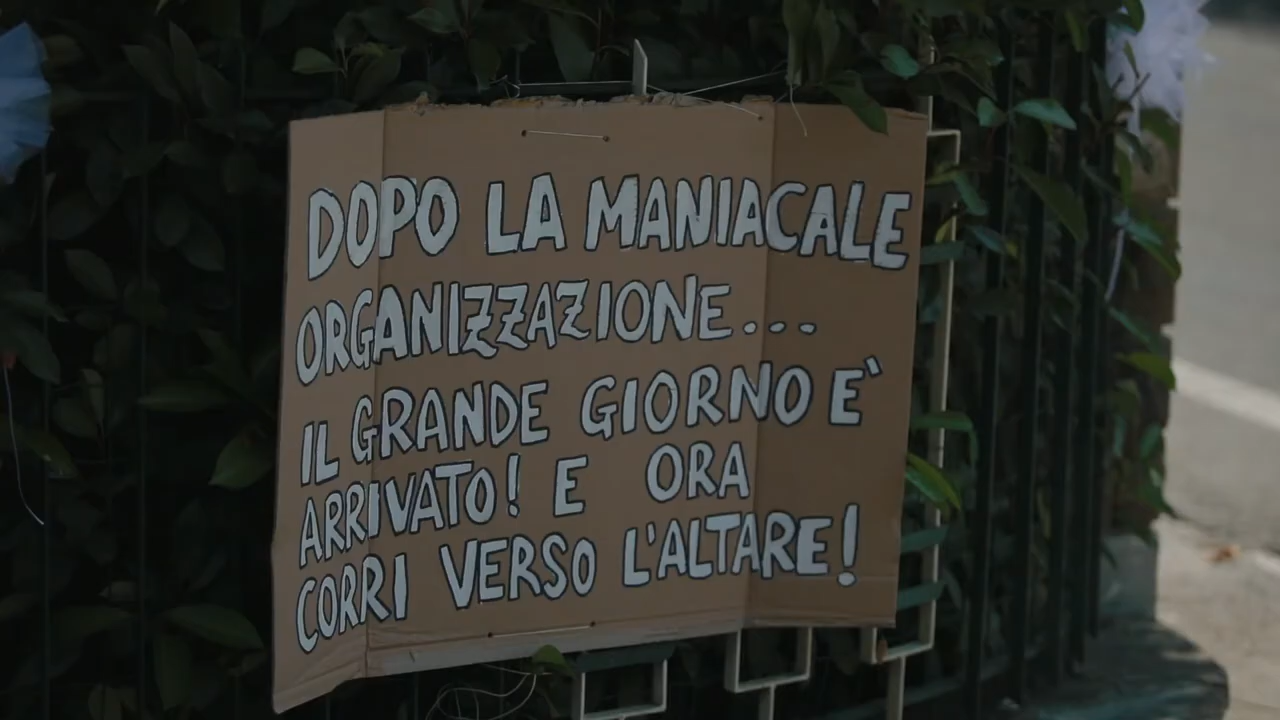 DOPO LA MANIACALE
ORGANIZZAZIONE...
IL GRANDE GIORNO E`
ARRIVATO! E ORA
CORRI VERSO L'ALTARE!